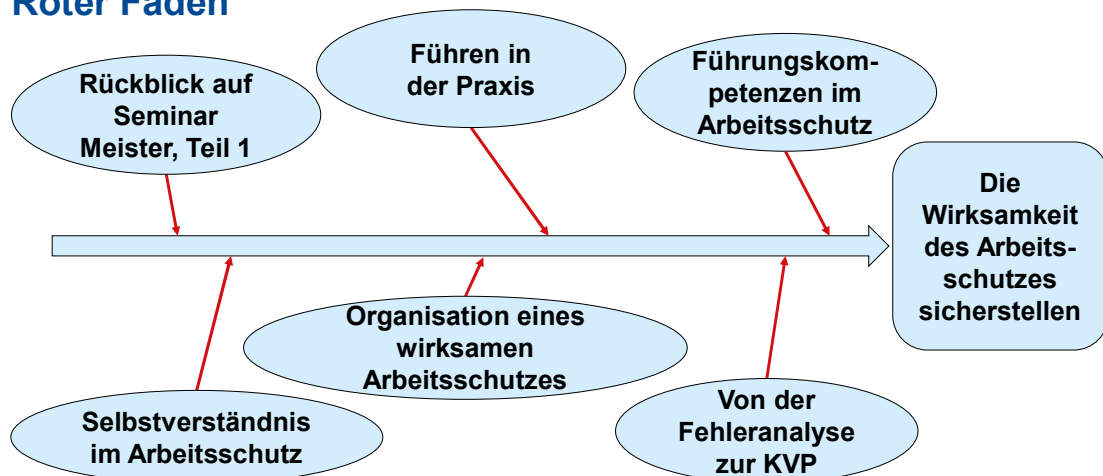 Roter Faden
Rückblick auf
Seminar
Meister, Teil 1
Führen in
der Praxis
Führungskom-
petenzen im
Arbeitsschutz
Die
Wirksamkeit
des Arbeits-
schutzes
sicherstellen
Organisation eines
wirksamen
Arbeitsschutzes
Selbstverständnis
im Arbeitsschutz
Von der
Fehleranalyse
zur KVP